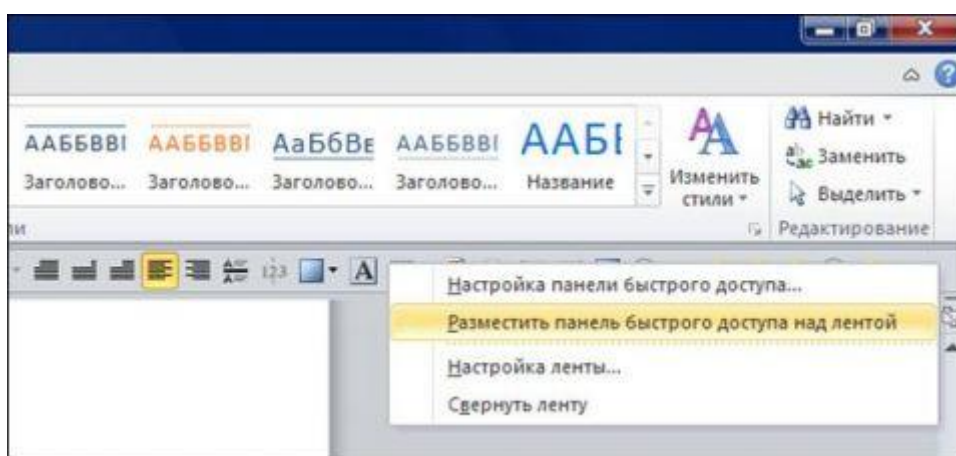 ААББВВІ ААББВВІ АаБбВв ААББВВІ ААБІ
Заголово... Заголово... Заголово... Заголово... Название
Изменить
стили
Найти
Заменить
Выделить
ли
Редактирование
Настройка панели быстрого доступа...
Разместить панель быстрого доступа над лентой
Настройка ленты...
Свернуть ленту